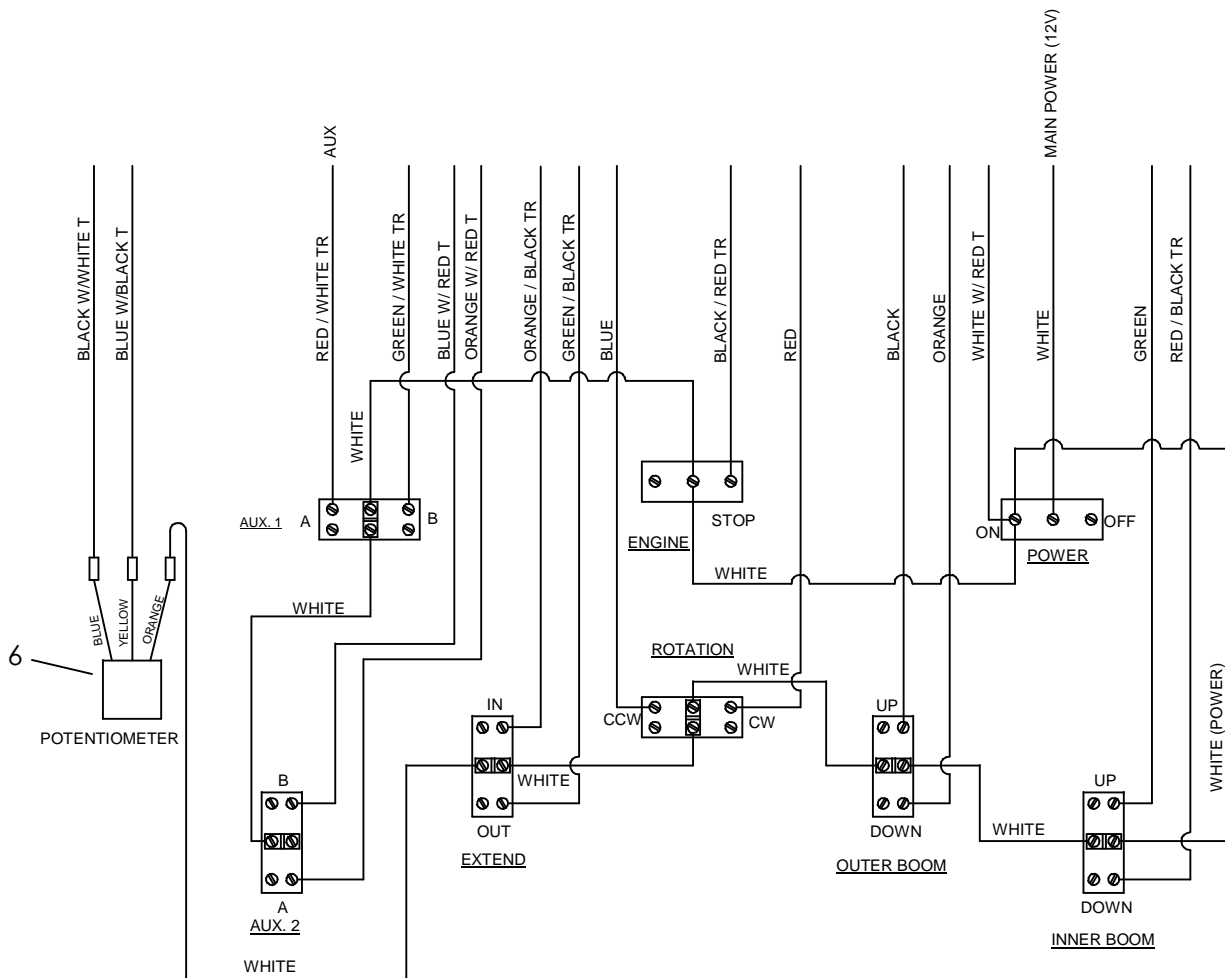 MAIN POWER (12V)
AUX
BLACK W/WHITE T
BLUE W/BLACK T
RED / WHITE TR
GREEN / WHITE TR
BLUE W/ RED T
ORANGE W/ RED T
ORANGE / BLACK TR
GREEN / BLACK TR
BLUE
BLACK / RED TR
RED
BLACK
ORANGE
WHITE W/ RED T
WHITE
GREEN
RED / BLACK TR
WHITE
AUX. 1
A
B
STOP
ENGINE
ON
OFF
POWER
WHITE
WHITE
BLUE
YELLOW
ORANGE
6
POTENTIOMETER
ROTATION
WHITE
CCW
CW
IN
WHITE
OUT
EXTEND
UP
DOWN
OUTER BOOM
WHITE
WHITE (POWER)
UP
DOWN
INNER BOOM
B
A
AUX. 2
WHITE